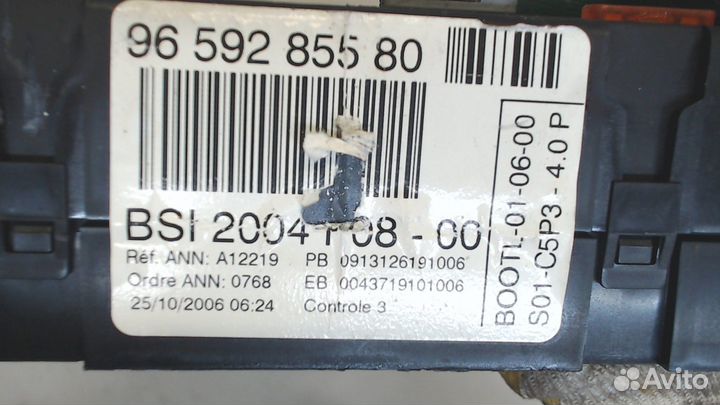 96 592 855 80
BSI 2004 F08 - 00
Réf. ANN: A12219 PB 0913126191006
Ordre ANN: 0768 EB 0043719101006
25/10/2006 06:24 Controle 3
BOOTL-01-06-00
S01-C5P3 - 4.0 P
Avito